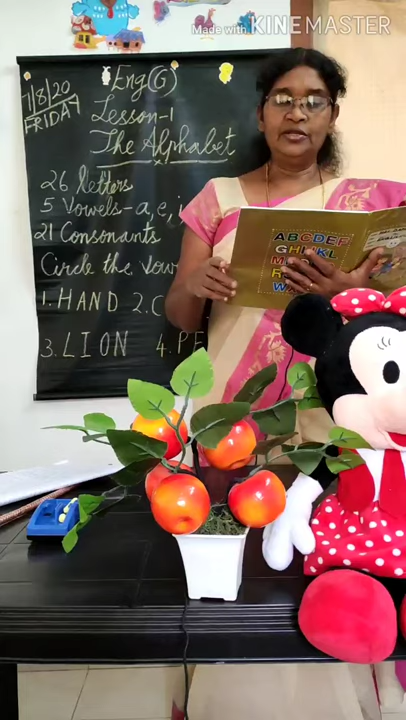 Made with KINEMASTER
7/8/20
FRIDAY
Eng(G)
Lesson-1
The Alphabet
26 letters
5 Vowels - a, e, i
21 Consonants
Circle the Vow
1. HAND 2. C
3. LION 4. PE
ABCDEF
GHIJKL